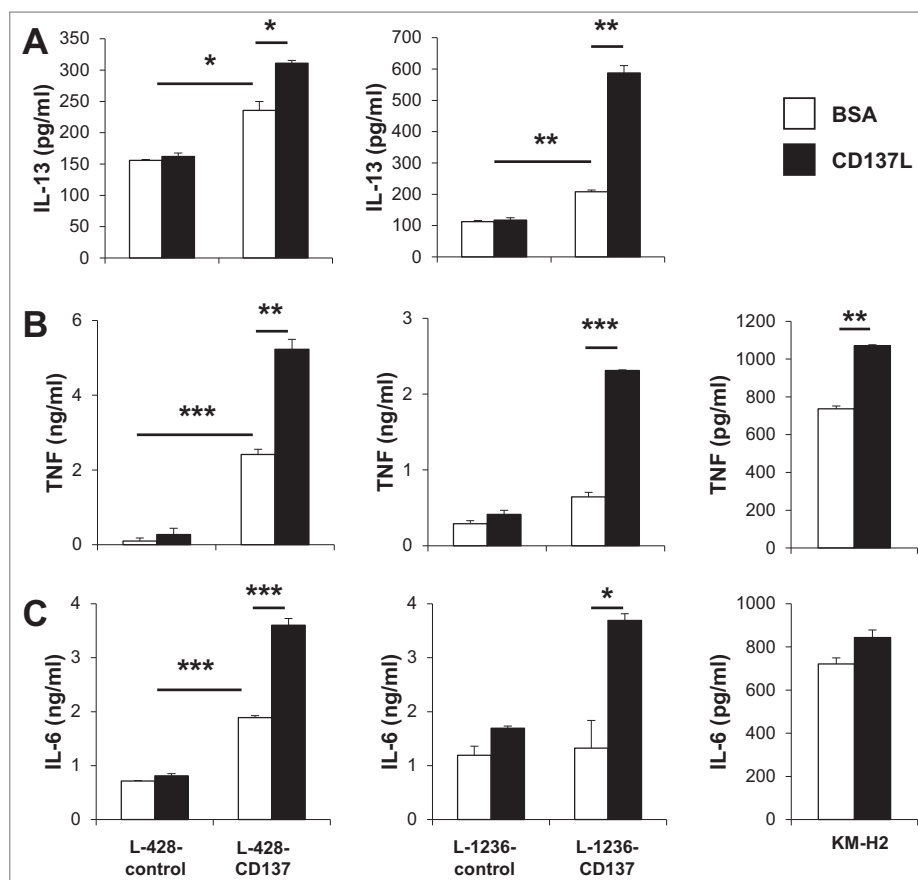 A
IL-13 (pg/ml)
350
300
250
200
150
100
50
0
*
*
IL-13 (pg/ml)
700
600
500
400
300
200
100
0
**
**
BSA
CD137L
B
TNF (ng/ml)
6
4
2
0
***
**
TNF (ng/ml)
3
2
1
0
***
TNF (pg/ml)
1200
1000
800
600
400
200
0
**
C
IL-6 (ng/ml)
4
3
2
1
0
***
***
L-428-
control
L-428-
CD137
IL-6 (ng/ml)
4
3
2
1
0
*
L-1236-
control
L-1236-
CD137
IL-6 (pg/ml)
1000
800
600
400
200
0
KM-H2